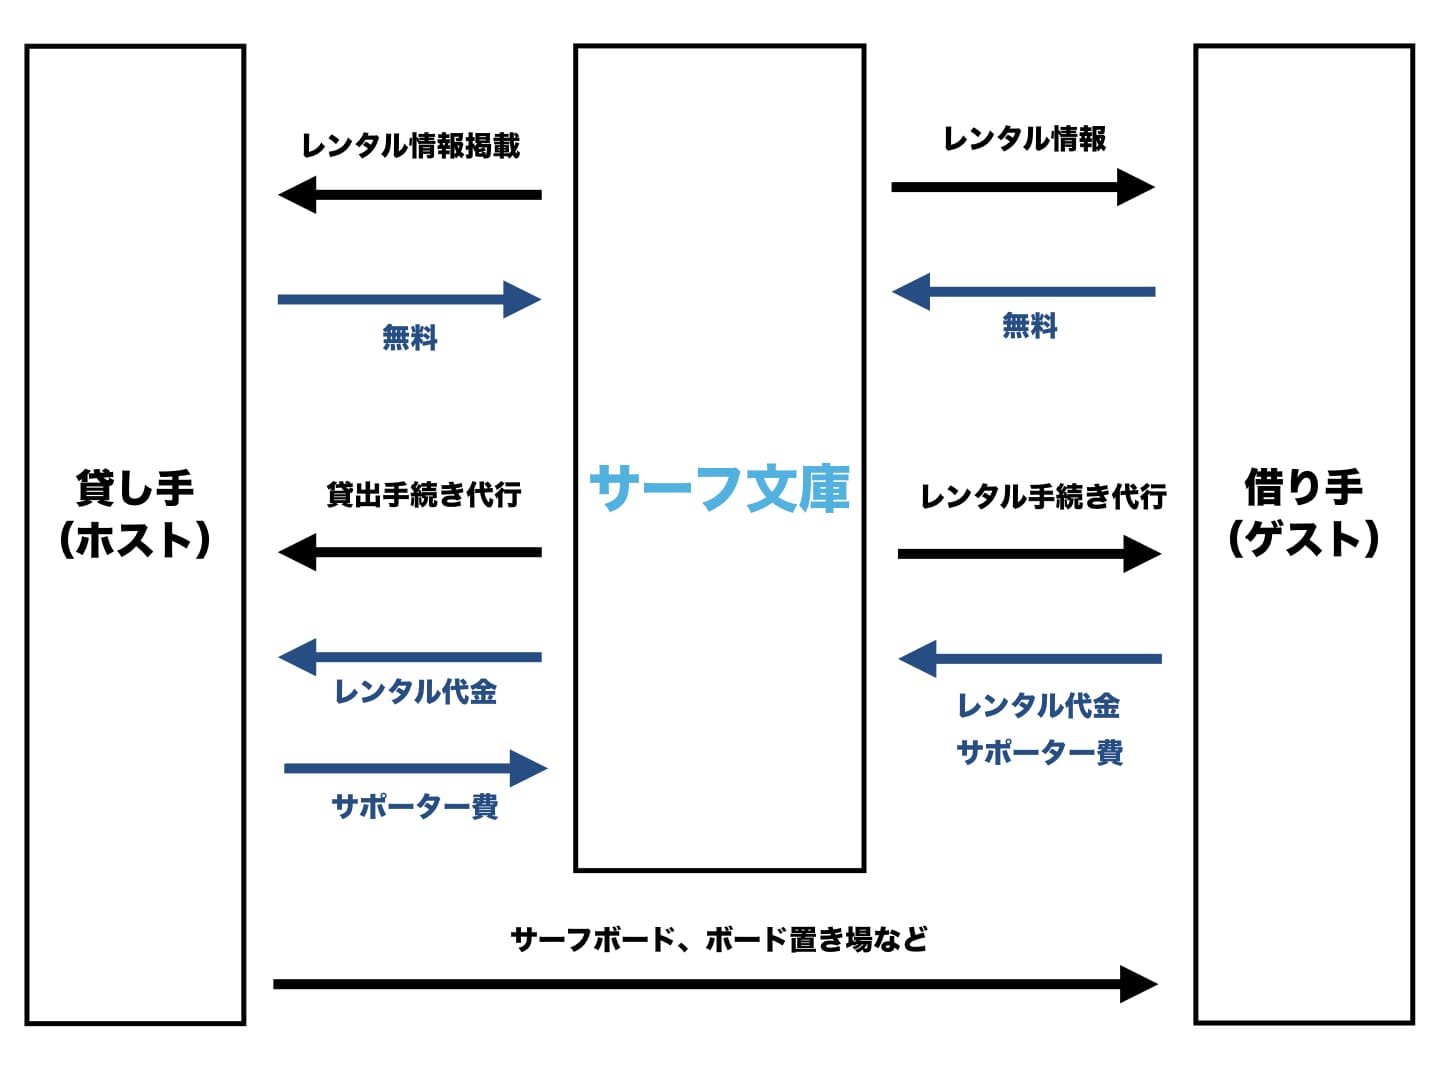 レンタル情報掲載
レンタル情報
無料
無料
貸し手
(ホスト)
貸出手続き代行
サーフ文庫
レンタル手続き代行
借り手
(ゲスト)
レンタル代金
サポーター費
レンタル代金
サポーター費
サーフボード、ボード置き場など